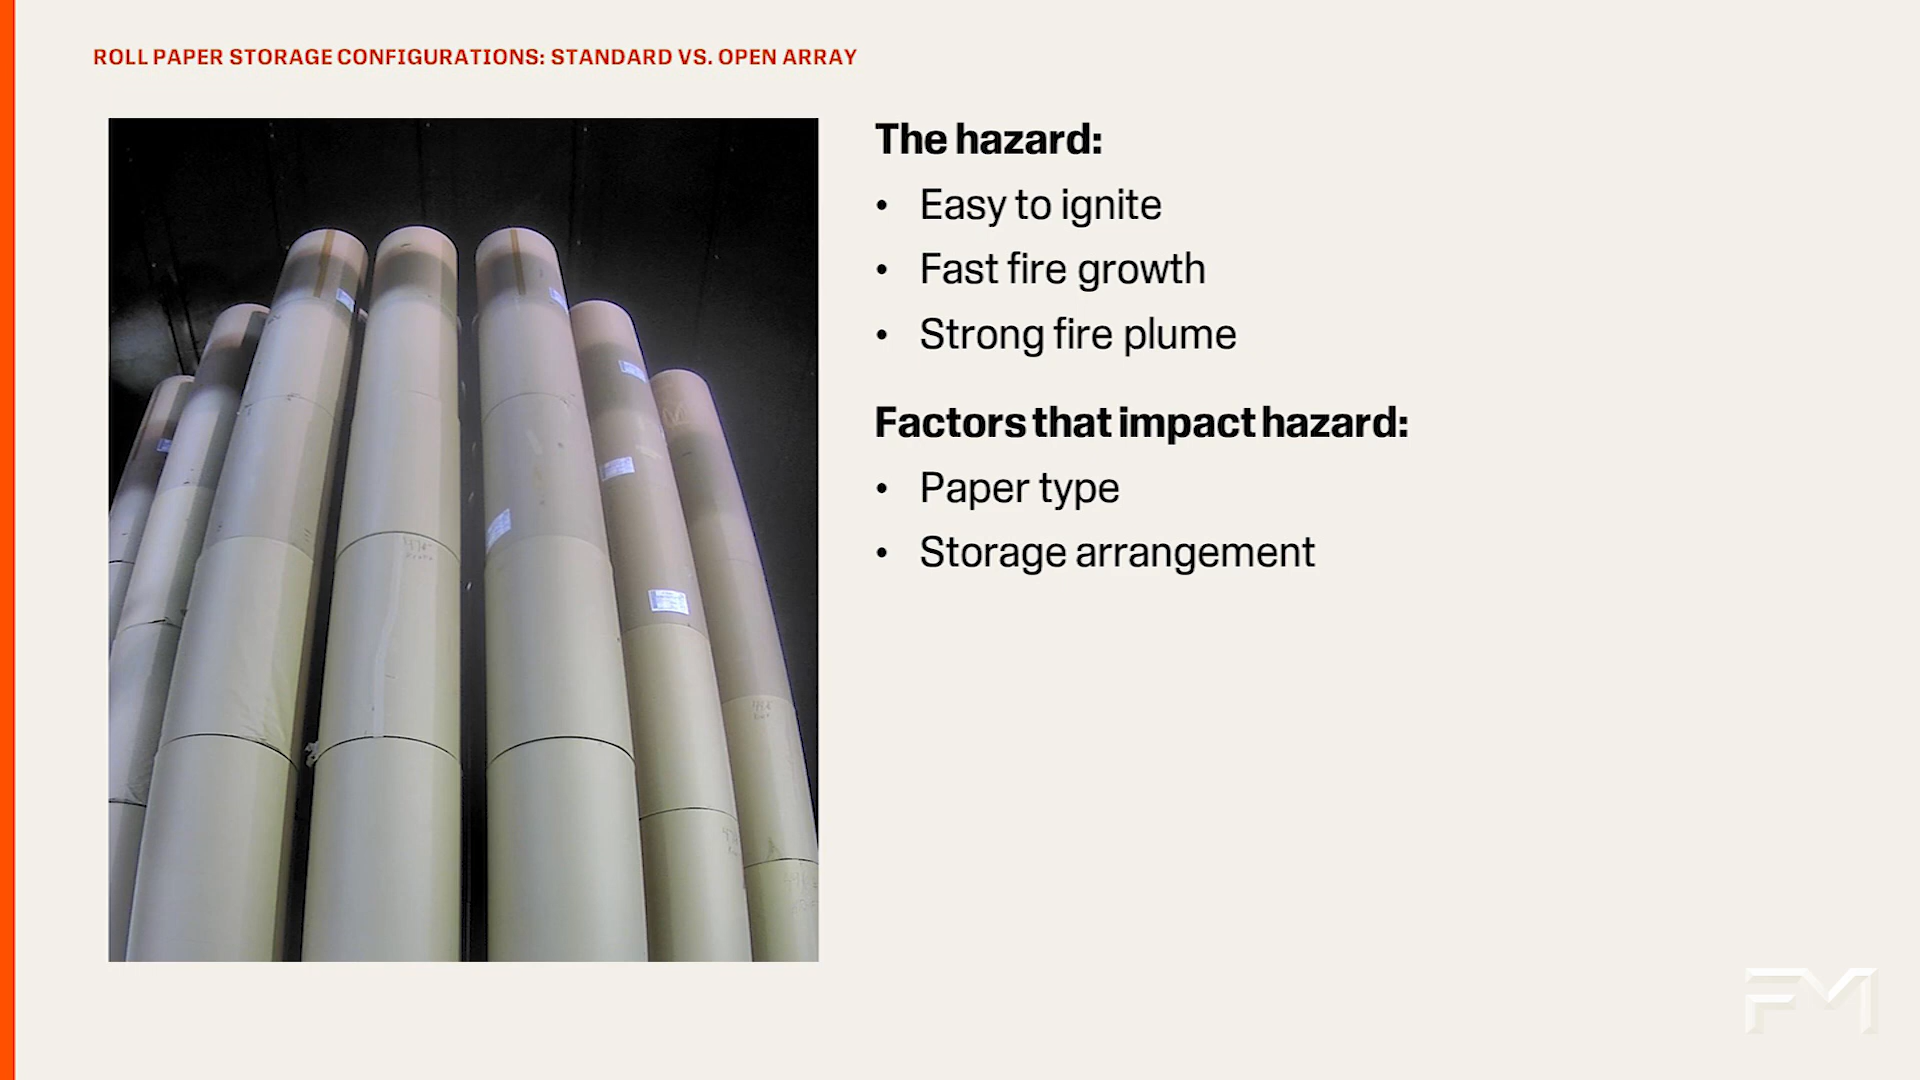 ROLL PAPER STORAGE CONFIGURATIONS: STANDARD VS. OPEN ARRAY
The hazard:
• Easy to ignite
• Fast fire growth
• Strong fire plume
Factors that impact hazard:
• Paper type
• Storage arrangement
FM